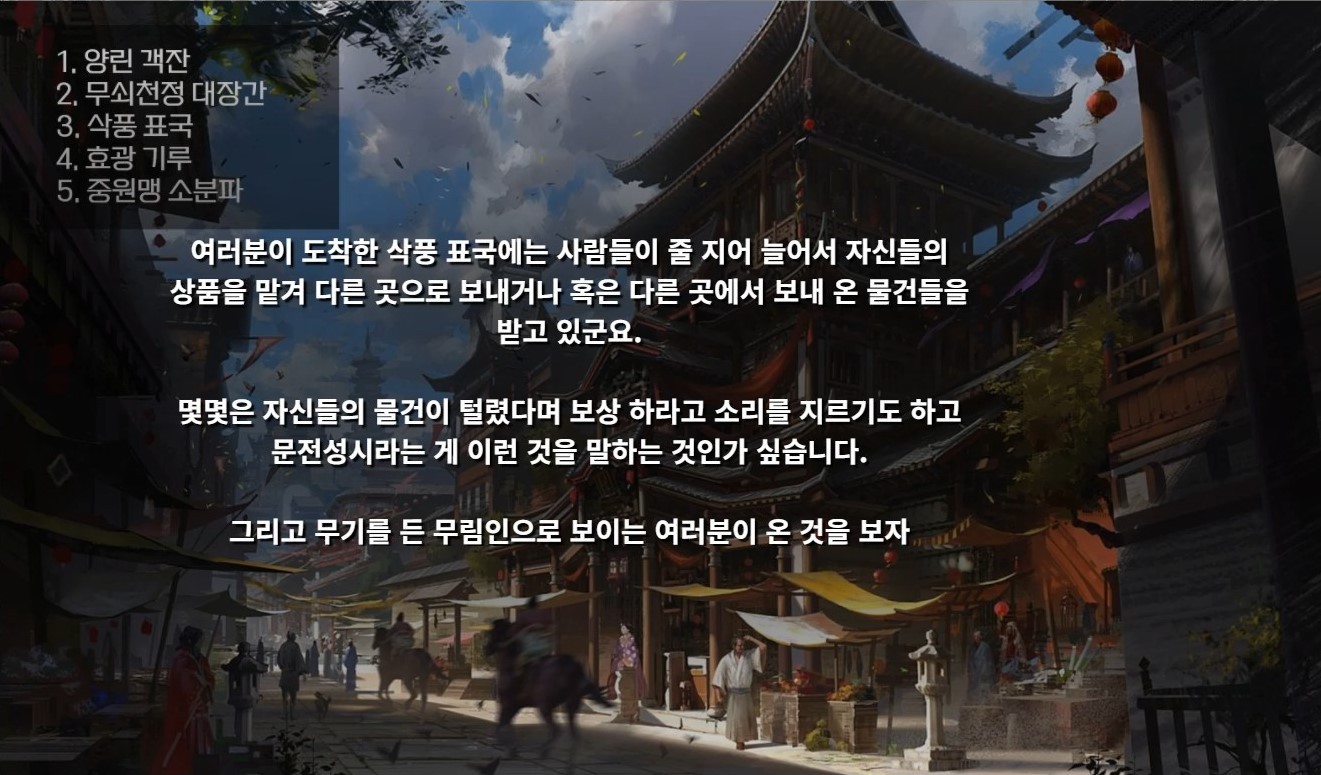 1. 양린 객잔
2. 무쇠천정 대장간
3. 삭풍 표국
4. 효광 기루
5. 중원맹 소분파
여러분이 도착한 삭풍 표국에는 사람들이 줄 지어 늘어서 자신들의
상품을 맡겨 다른 곳으로 보내거나 혹은 다른 곳에서 보내 온 물건들을
받고 있군요.
몇몇은 자신들의 물건이 털렸다며 보상 하라고 소리를 지르기도 하고
문전성시라는 게 이런 것을 말하는 것인가 싶습니다.
그리고 무기를 든 무림인으로 보이는 여러분이 온 것을 보자